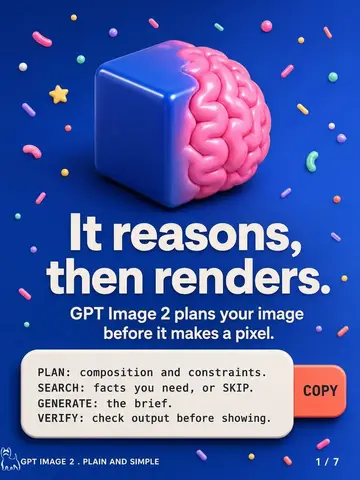 It reasons,
then renders.
GPT Image 2 plans your image
before it makes a pixel.
PLAN: composition and constraints.
SEARCH: facts you need, or SKIP.
GENERATE: the brief.
VERIFY: check output before showing.
COPY
GPT IMAGE 2 . PLAIN AND SIMPLE
1 / 7